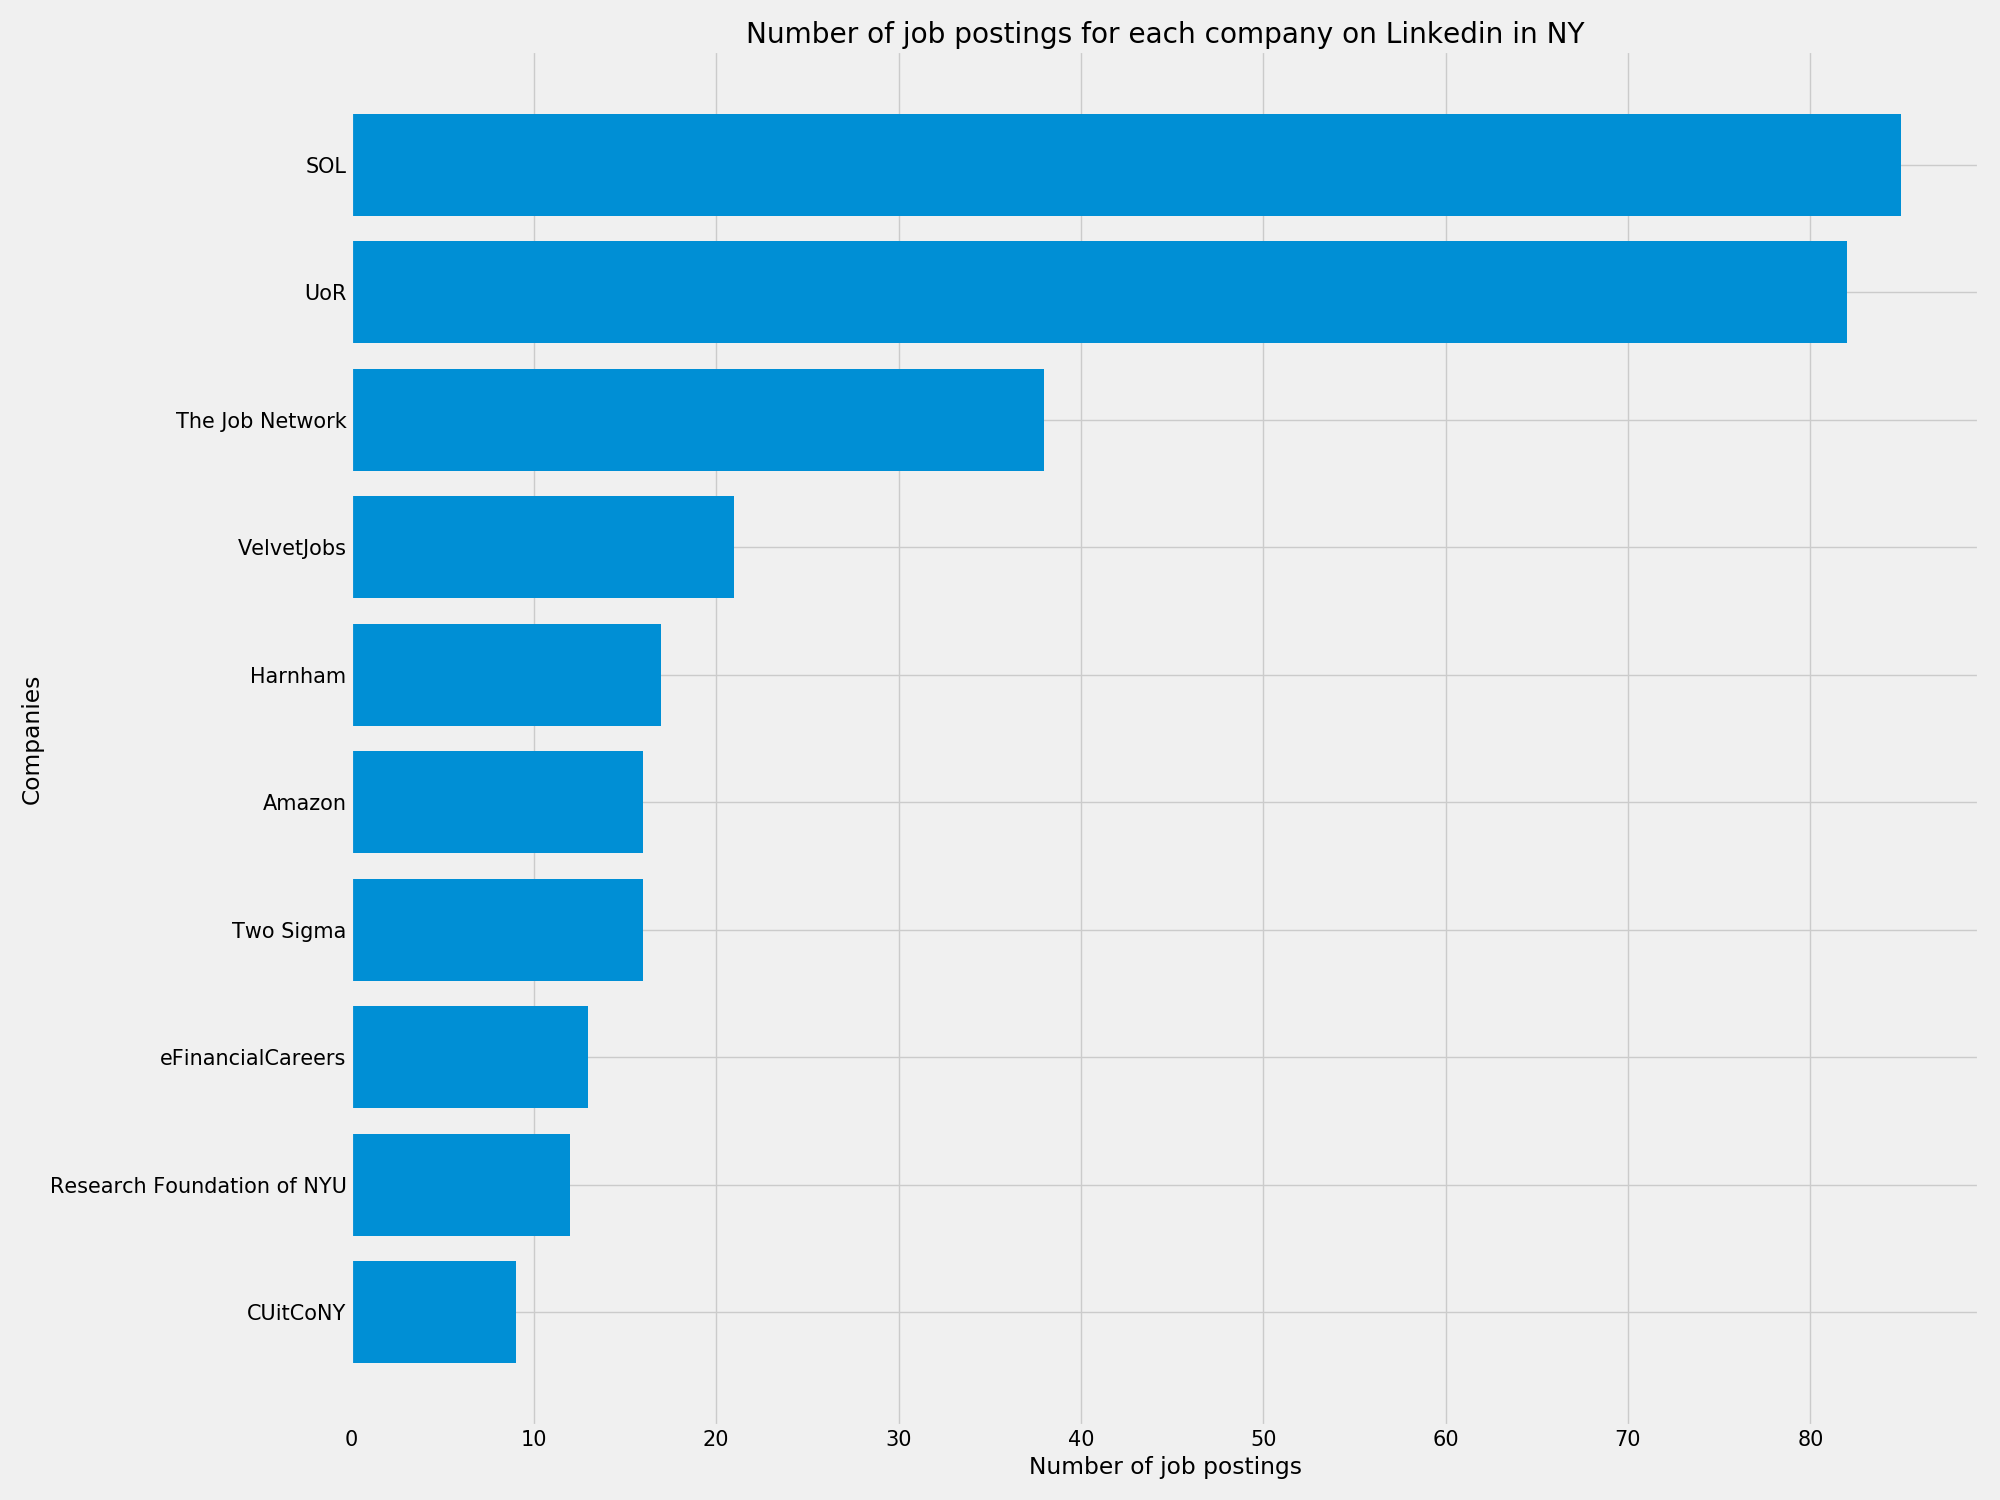 Number of job postings for each company on Linkedin in NY
SOL
UoR
The Job Network
VelvetJobs
Harnham
Amazon
Two Sigma
eFinancialCareers
Research Foundation of NYU
CUitCoNY
Companies
0 10 20 30 40 50 60 70 80
Number of job postings